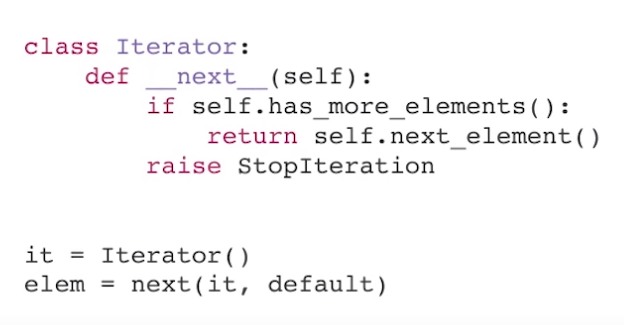 class Iterator:
    def __next__(self):
        if self.has_more_elements():
            return self.next_element()
        raise StopIteration
it = Iterator()
elem = next(it, default)